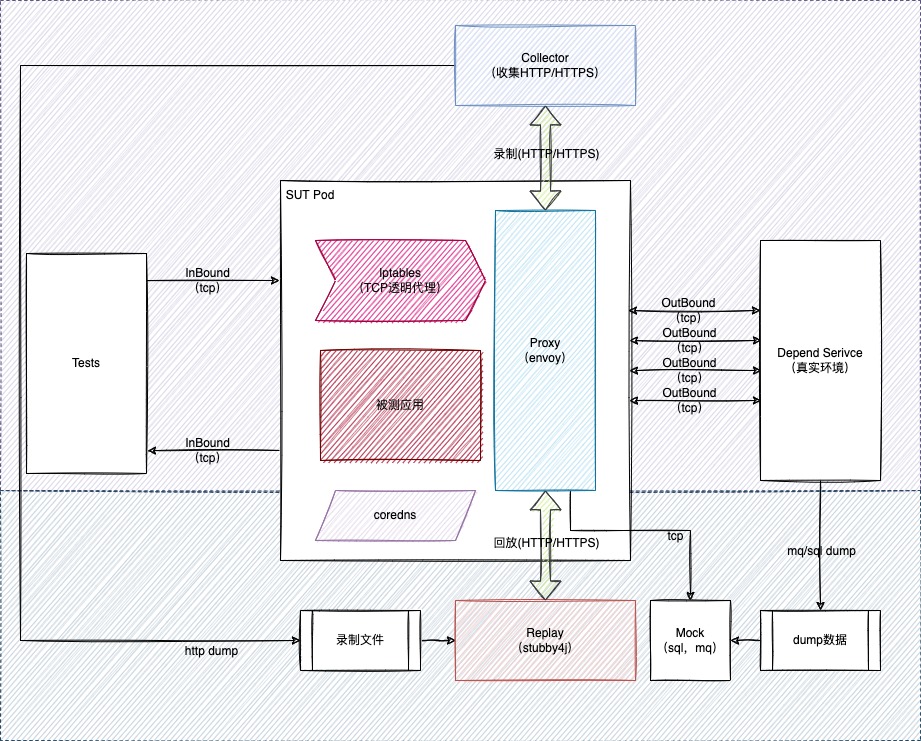 Collector
（收集HTTP/HTTPS）
录制(HTTP/HTTPS)
SUT Pod
Iptables
（TCP透明代理）
InBound
(tcp)
Tests
Proxy
(envoy)
被测应用
OutBound
(tcp)
OutBound
(tcp)
OutBound
(tcp)
OutBound
(tcp)
Depend Serivce
（真实环境）
InBound
(tcp)
coredns
回放(HTTP/HTTPS)
tcp
mq/sql dump
http dump
录制文件
Replay
(stubby4j)
Mock
（sql，mq）
dump数据